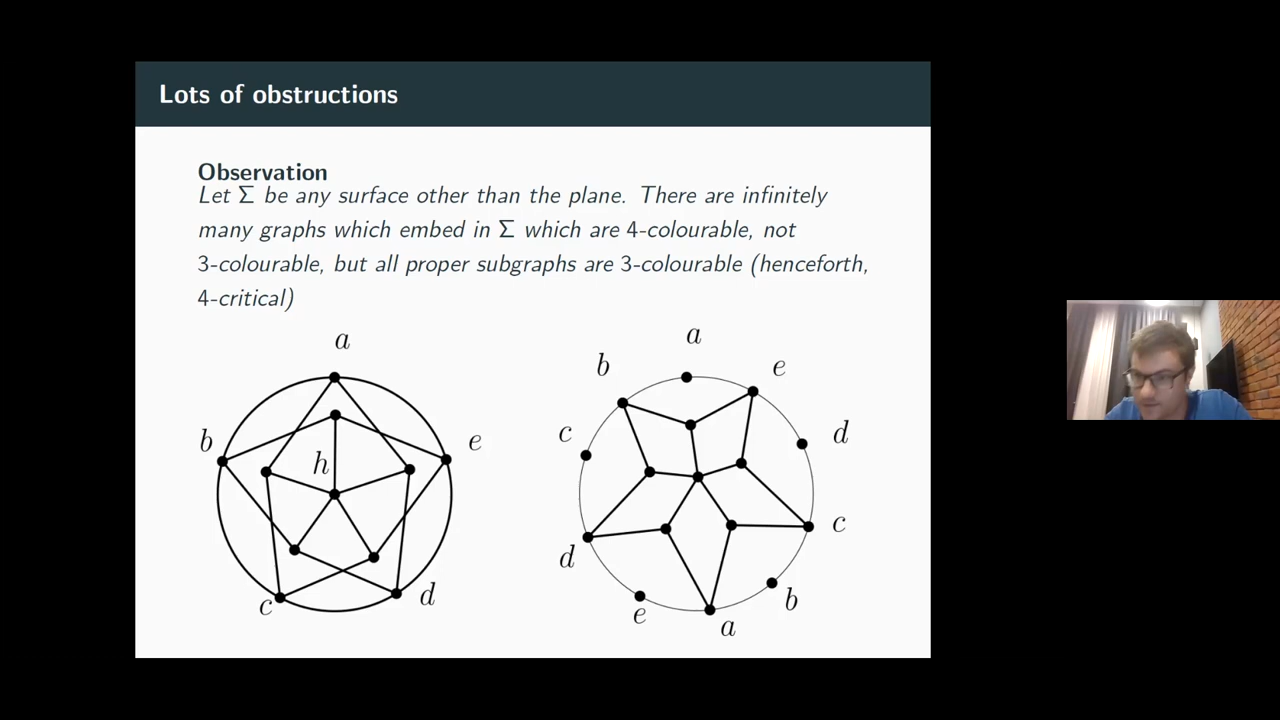 Lots of obstructions
Observation
Let Σ be any surface other than the plane. There are infinitely
many graphs which embed in Σ which are 4-colourable, not
3-colourable, but all proper subgraphs are 3-colourable (henceforth,
4-critical)
a
b
e
h
c
d
a
b
e
c
d
c
d
b
e
a